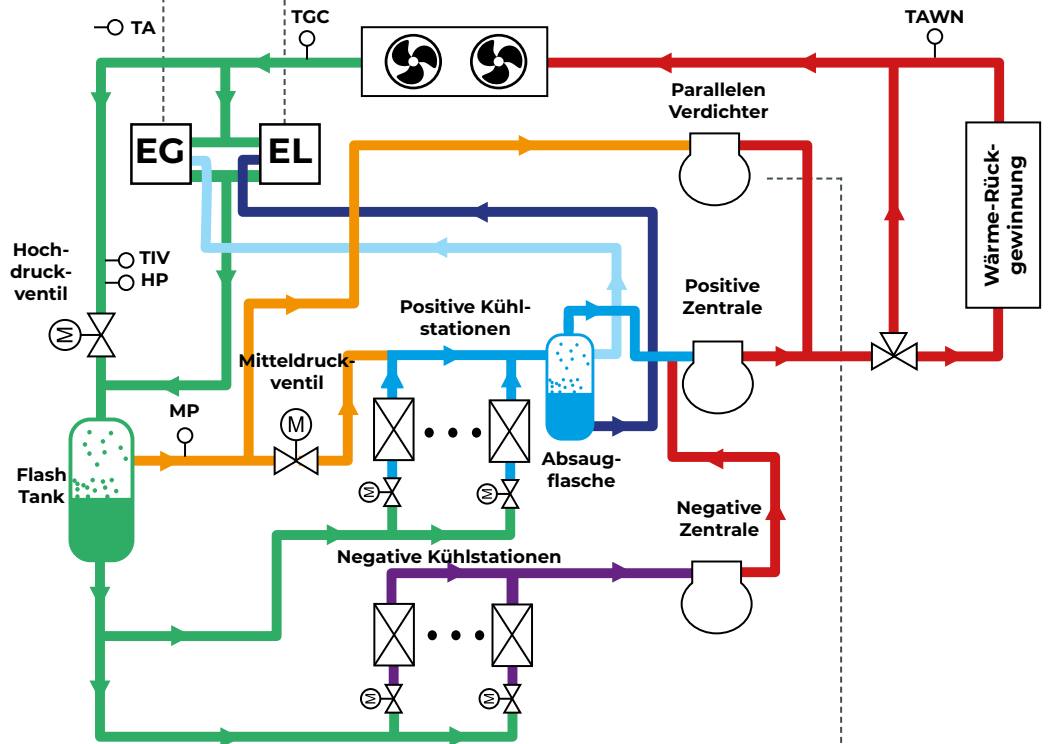 TA
TGC
TAWN
Parallelen
Verdichter
EG
EL
Wärme-Rück-
gewinnung
Hoch-
druck-
ventil
TIV
HP
Positive Kühl-
stationen
Positive
Zentrale
M
Mitteldruck-
ventil
MP
M
Flash
Tank
Absaug-
flasche
M
M
Negative
Zentrale
Negative Kühlstationen
M
M